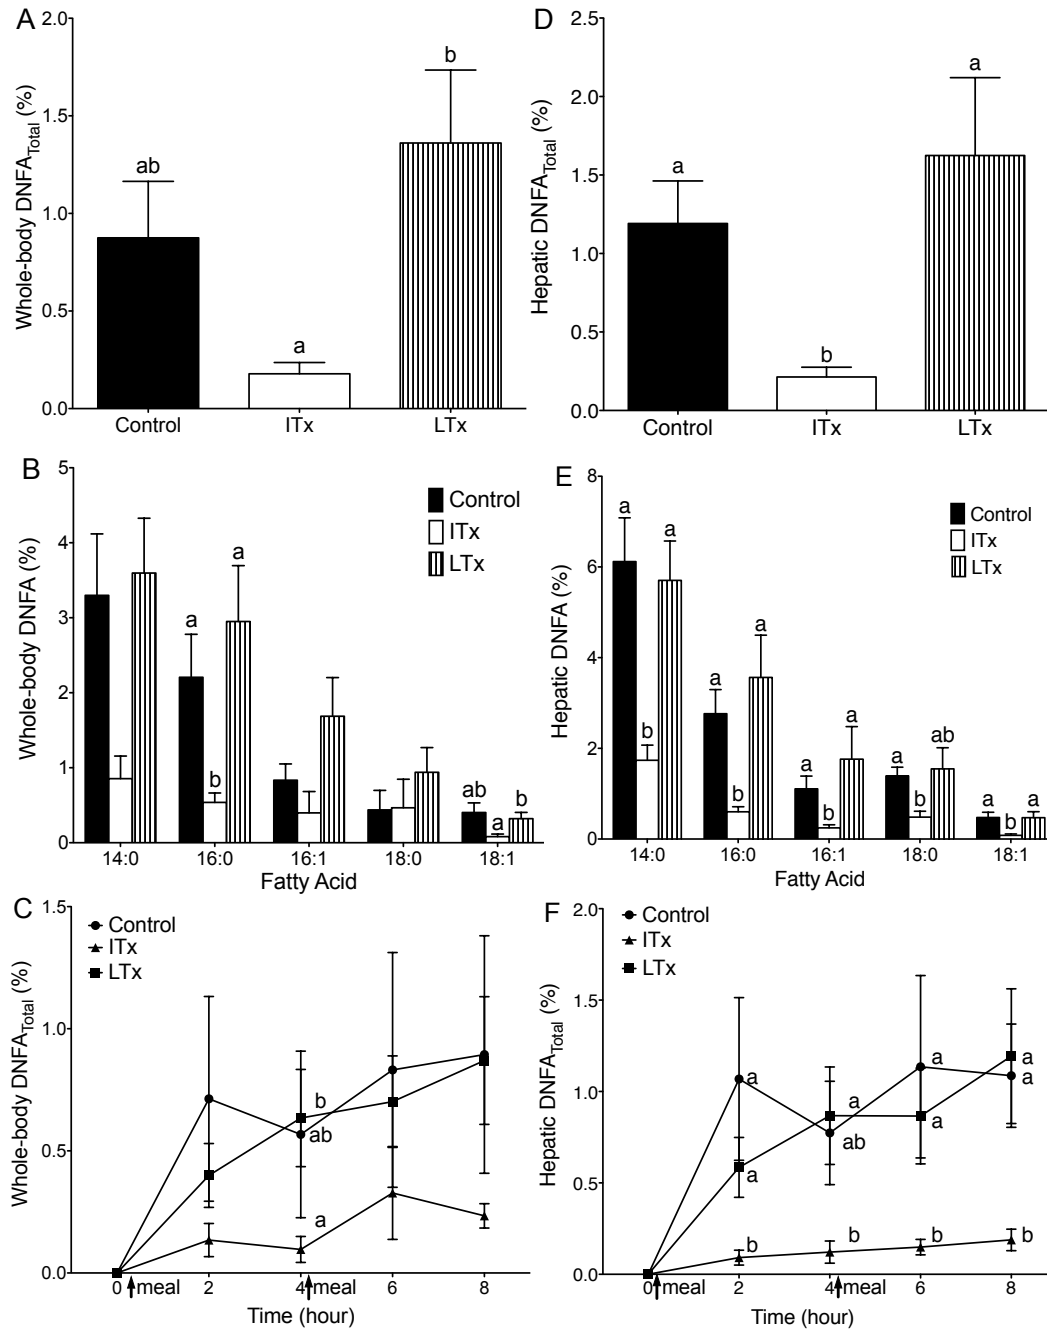 A
Whole-body DNFATotal (%)
2.0
1.5
1.0
0.5
0.0
ab
a
b
Control
ITx
LTx
D
Hepatic DNFATotal (%)
2.5
2.0
1.5
1.0
0.5
0.0
a
b
a
Control
ITx
LTx
B
Whole-body DNFA (%)
5
4
3
2
1
0
Control
ITx
LTx
a
b
a
ab
a
b
14:0
16:0
16:1
18:0
18:1
Fatty Acid
E
Hepatic DNFA (%)
8
6
4
2
0
Control
ITx
LTx
a
b
a
a
b
a
a
b
a
a
b
ab
a
b
a
14:0
16:0
16:1
18:0
18:1
Fatty Acid
C
Whole-body DNFATotal (%)
1.5
1.0
0.5
0.0
Control
ITx
LTx
b
ab
a
0
meal
2
4
meal
6
8
Time (hour)
F
Hepatic DNFATotal (%)
2.0
1.5
1.0
0.5
0.0
Control
ITx
LTx
a
a
b
a
ab
b
a
a
b
a
a
b
0
meal
2
4
meal
6
8
Time (hour)